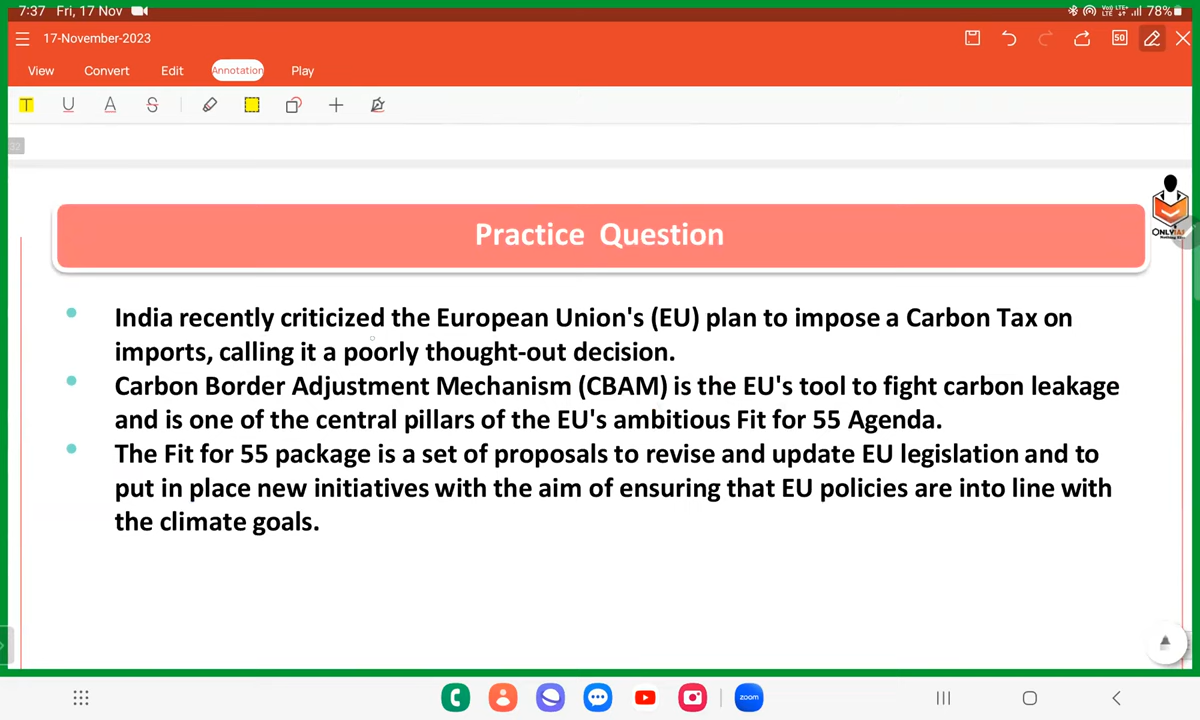 7:37 Fri, 17 Nov 78%
17-November-2023
50
View Convert Edit Annotation Play
T U A S
32
Practice Question
ONLYIAS
India recently criticized the European Union's (EU) plan to impose a Carbon Tax on
imports, calling it a poorly thought-out decision.
Carbon Border Adjustment Mechanism (CBAM) is the EU's tool to fight carbon leakage
and is one of the central pillars of the EU's ambitious Fit for 55 Agenda.
The Fit for 55 package is a set of proposals to revise and update EU legislation and to
put in place new initiatives with the aim of ensuring that EU policies are into line with
the climate goals.
zoom